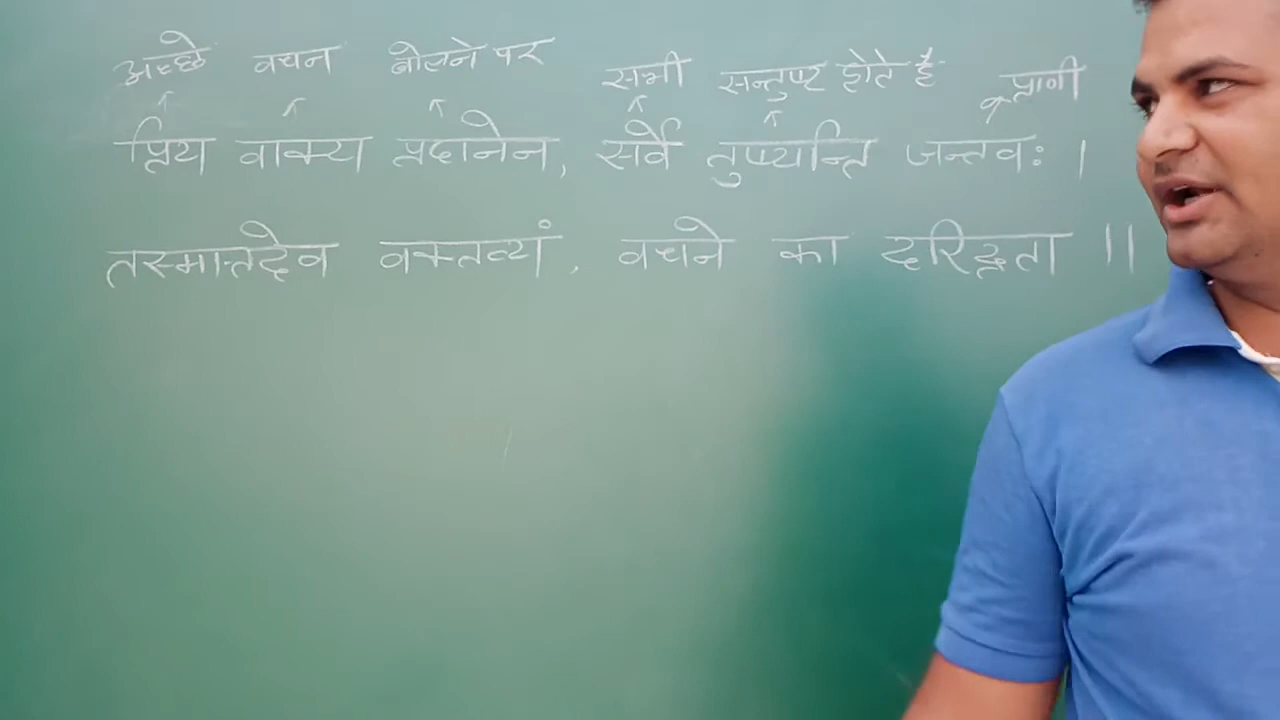 अच्छे वचन बोलने पर सभी सन्तुष्ट होते हैं प्राणी
प्रिय वाक्य प्रदानेन, सर्वे तुष्यन्ति जन्तवः ।
तस्मात्तदेव वक्तव्यं, वचने का दरिद्रता ॥